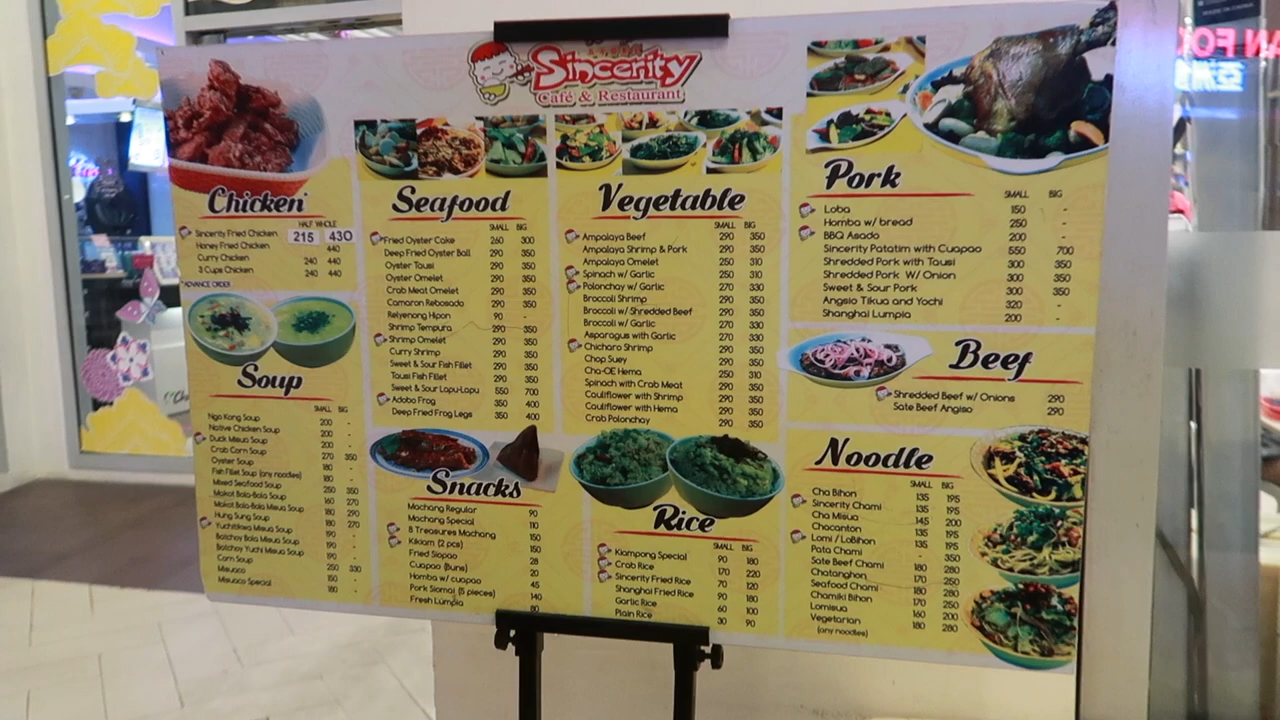 Sincerity
Café & Restaurant
Chicken
HALF WHOLE
Sincerity Fried Chicken 215 430
Honey Fried Chicken 440
Curry Chicken 240 440
3 Cups Chicken 240 440
*ADVANCE ORDER
Soup
SMALL BIG
Ngo Kong Soup 200 -
Native Chicken Soup 200 -
Duck Misua Soup 200 -
Crab Corn Soup 270 350
Oyster Soup 180 -
Fish Fillet Soup (any noodles) 180 -
Mixed Seafood Soup 250 350
Makot Bola-Bola Soup 160 270
Makot Bola-Bola Misua Soup 180 290
Hung Sung Soup 180 270
Yuchitikwa Misua Soup 190 -
Batchoy Bola Misua Soup 190 -
Batchoy Yuchi Misua Soup 190 -
Corn Soup 250 330
Misuaco 150 -
Misuaco Special 180 -
Seafood
SMALL BIG
Fried Oyster Cake 260 300
Deep Fried Oyster Ball 290 350
Oyster Tausi 290 350
Oyster Omelet 290 350
Crab Meat Omelet 290 350
Camaron Rebosado 290 350
Relyenong Hipon 90 -
Shrimp Tempura 290 350
Shrimp Omelet 290 350
Curry Shrimp 290 350
Sweet & Sour Fish Fillet 290 350
Tausi Fish Fillet 290 350
Sweet & Sour Lapu-Lapu 550 700
Adobo Frog 350 400
Deep Fried Frog Legs 350 400
Snacks
Machang Regular 90
Machang Special 110
8 Treasures Machang 150
Kikiam (2 pcs) 150
Fried Siopao 28
Cuapao (buns) 20
Homba w/ cuapao 45
Pork Siomai (5 pieces) 140
Fresh Lumpia 80
Vegetable
SMALL BIG
Ampalaya Beef 290 350
Ampalaya Shrimp & Pork 290 350
Ampalaya Omelet 250 310
Spinach w/ Garlic 250 310
Polonchay w/ Garlic 270 330
Broccoli Shrimp 290 350
Broccoli w/ Shredded Beef 290 350
Broccoli w/ Garlic 270 330
Asparagus with Garlic 270 330
Chicharo Shrimp 290 350
Chop Suey 290 350
Cha-OE Hema 250 310
Spinach with Crab Meat 290 350
Cauliflower with Shrimp 290 350
Cauliflower with Hema 290 350
Crab Polonchay 290 350
Rice
SMALL BIG
Kiampong Special 90 180
Crab Rice 170 220
Sincerity Fried Rice 70 120
Shanghai Fried Rice 90 180
Garlic Rice 60 100
Plain Rice 30 90
Pork
SMALL BIG
Loba 150 -
Homba w/ bread 250 -
BBQ Asado 200 -
Sincerity Patatim with Cuapao 550 700
Shredded Pork with Tausi 300 350
Shredded Pork W/ Onion 300 350
Sweet & Sour Pork 300 350
Angsio Tikua and Yochi 320 -
Shanghai Lumpia 200 -
Beef
Shredded Beef w/ Onions 290
Sate Beef Angiso 290
Noodle
SMALL BIG
Cha Bihon 135 195
Sincerity Chami 135 195
Cha Misua 145 200
Chacanton 135 195
Lomi / LoBihon 135 195
Pata Chami - 350
Sate Beef Chami 180 280
Chatanghon 170 250
Seafood Chami 180 280
Chamiki Bihon 170 250
Lomisua 160 200
Vegetarian 180 280
(any noodles)